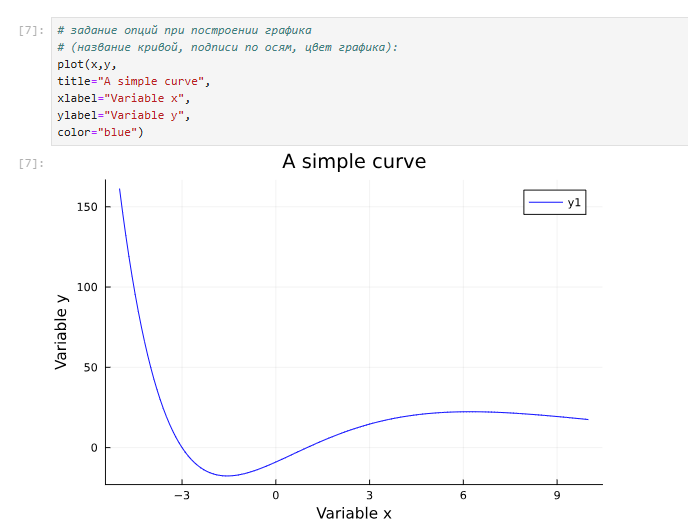 [7]: # задание опций при построении графика
# (название кривой, подписи по осям, цвет графика):
plot(x,y,
title="A simple curve",
xlabel="Variable x",
ylabel="Variable y",
color="blue")
[7]:
A simple curve
y1
150
100
50
0
Variable y
−3 0 3 6 9
Variable x